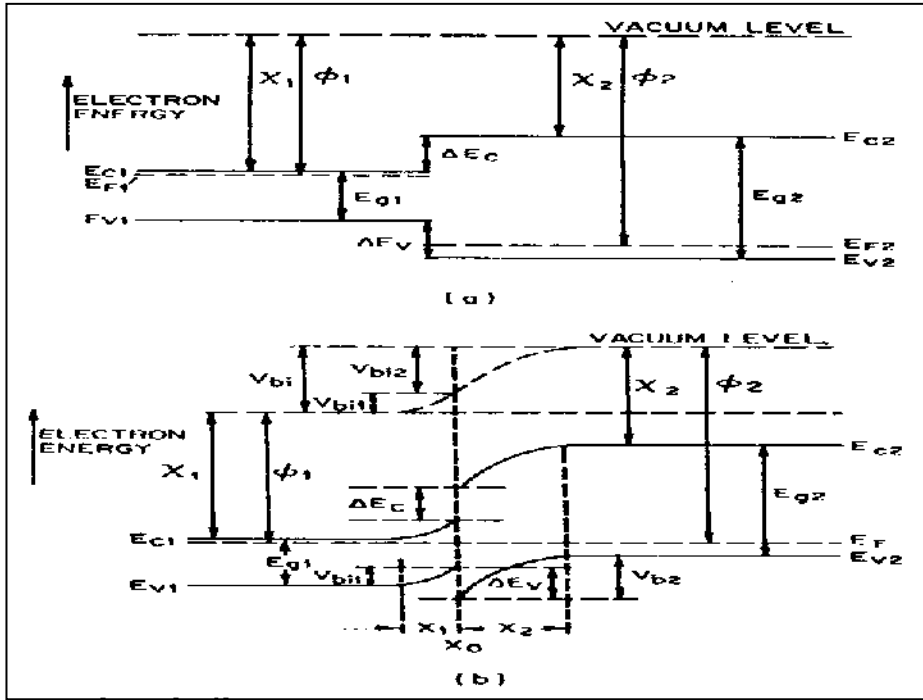 VACUUM LEVEL
X1
ϕ1
X2
ϕ2
ELECTRON
ENERGY
EC1
EF1
ΔEC
EC2
Eg1
Eg2
EV1
ΔEV
EF2
EV2
(a)
VACUUM LEVEL
Vbi
Vbi2
Vbi1
X2
ϕ2
ELECTRON
ENERGY
X1
ϕ1
EC2
ΔEC
Eg2
EC1
EF
Eg1
EV2
Vbi1
ΔEV
Vb2
EV1
X1
X2
X0
(b)